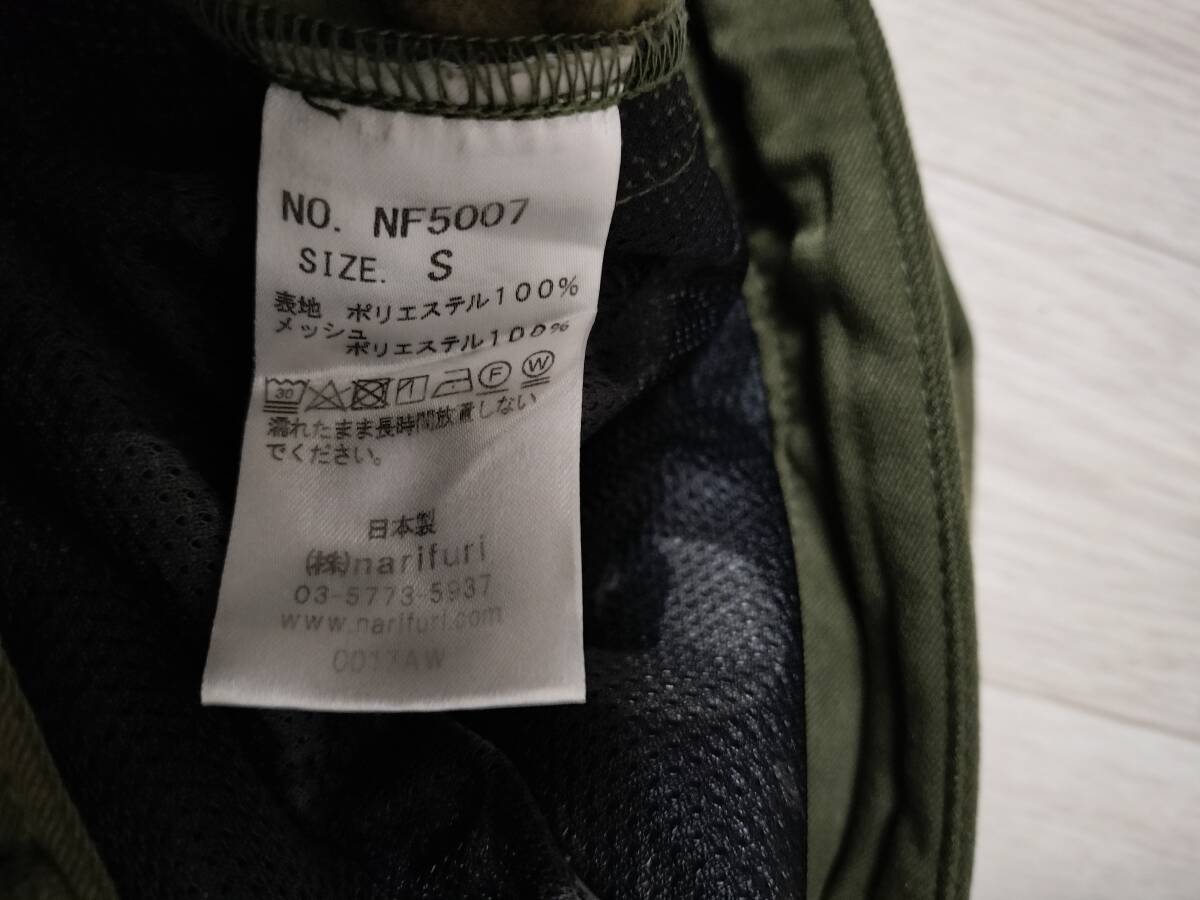 NO. NF5007
SIZE. S
表地 ポリエステル100%
メッシュ
ポリエステル100%
30 F W
濡れたまま長時間放置しない
でください。
日本製
(株)narifuri
03-5773-5937
www.narifuri.com
0017AW